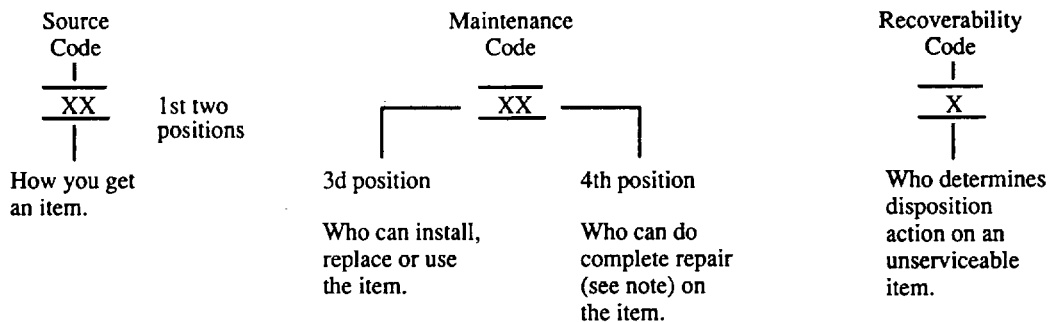 Source
Code
XX
1st two
positions
How you get
an item.
Maintenance
Code
XX
3d position
Who can install,
replace or use
the item.
4th position
Who can do
complete repair
(see note) on
the item.
Recoverability
Code
X
Who determines
disposition
action on an
unserviceable
item.